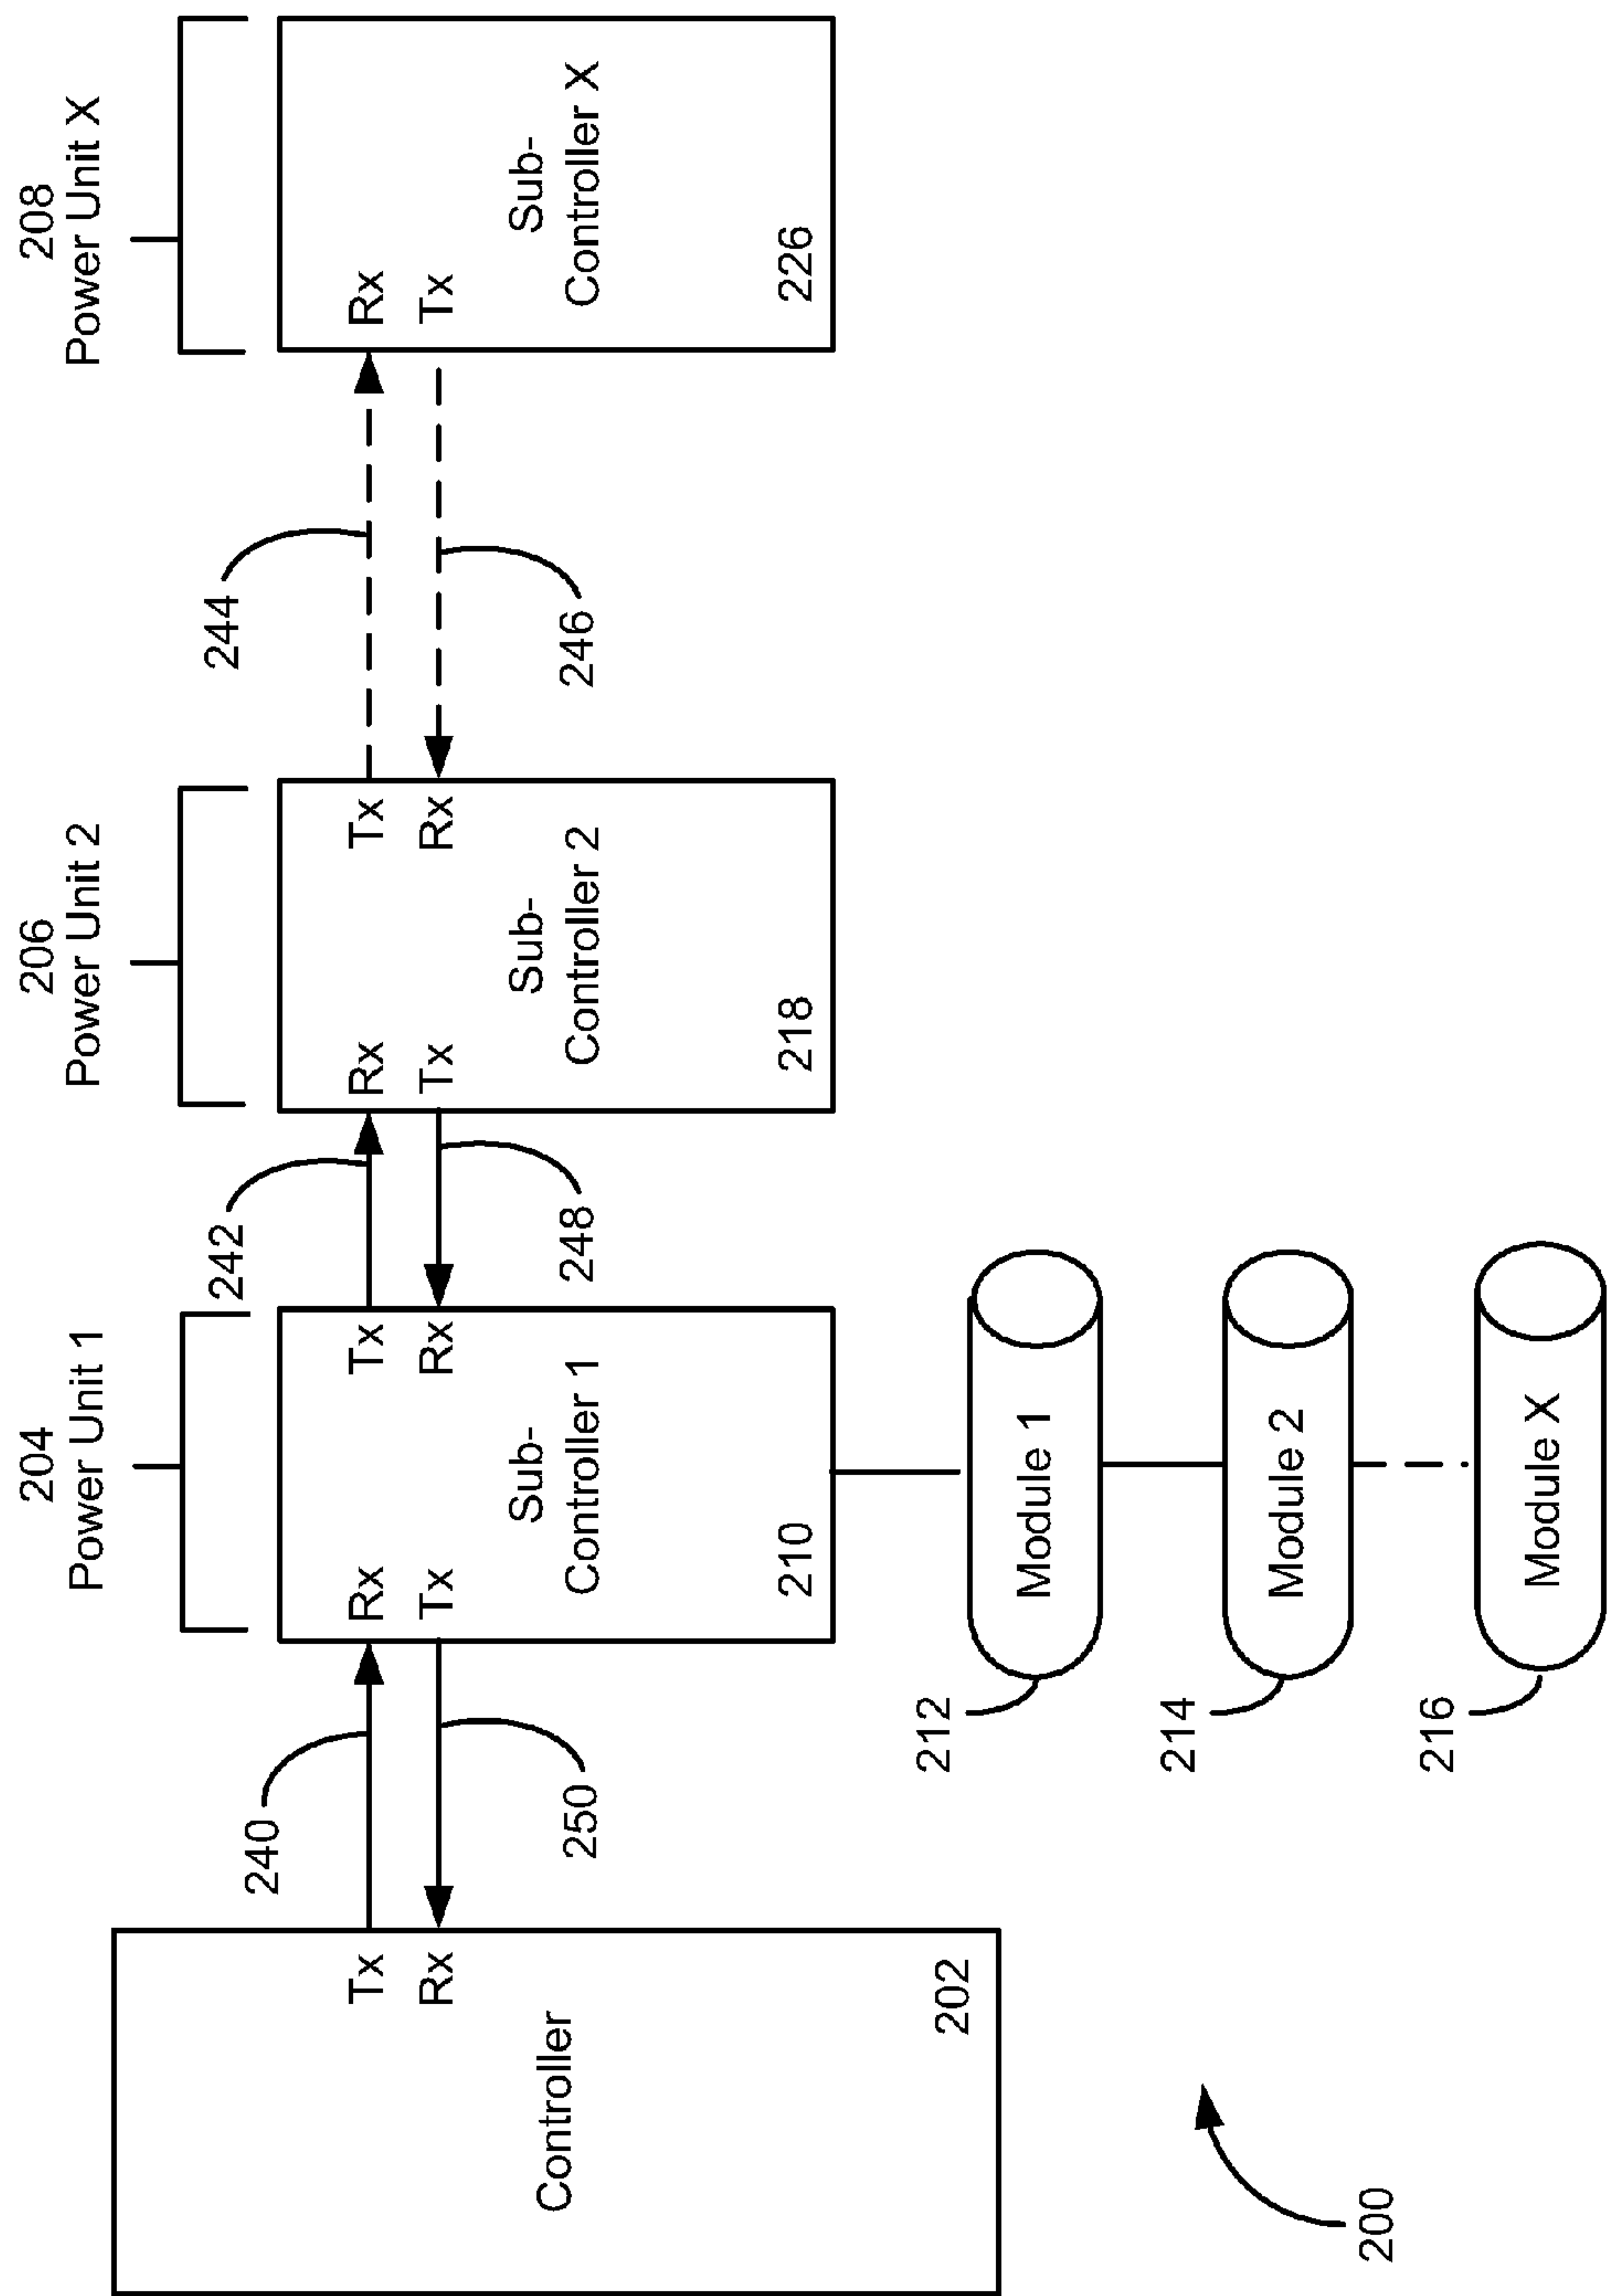 204
Power Unit 1
206
Power Unit 2
208
Power Unit X
240
242
244
Tx
Rx
Rx
Tx
Tx
Rx
Rx
Tx
Tx
Rx
Rx
Tx
250
248
246
Controller
202
Sub-
Controller 1
210
Sub-
Controller 2
218
Sub-
Controller X
226
212
Module 1
214
Module 2
216
Module X
200